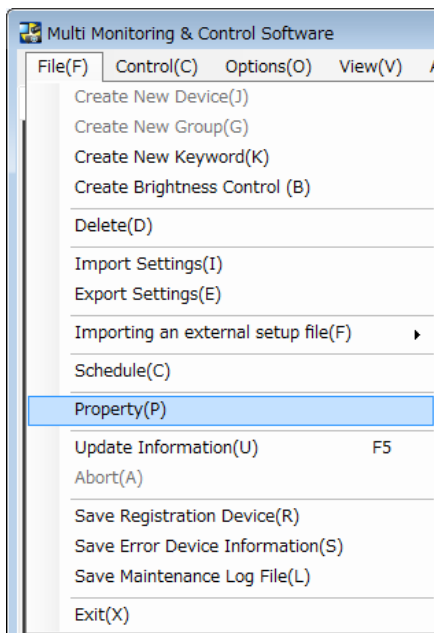 Multi Monitoring & Control Software
File(F) Control(C) Options(O) View(V)
Create New Device(J)
Create New Group(G)
Create New Keyword(K)
Create Brightness Control (B)
Delete(D)
Import Settings(I)
Export Settings(E)
Importing an external setup file(F)
Schedule(C)
Property(P)
Update Information(U) F5
Abort(A)
Save Registration Device(R)
Save Error Device Information(S)
Save Maintenance Log File(L)
Exit(X)